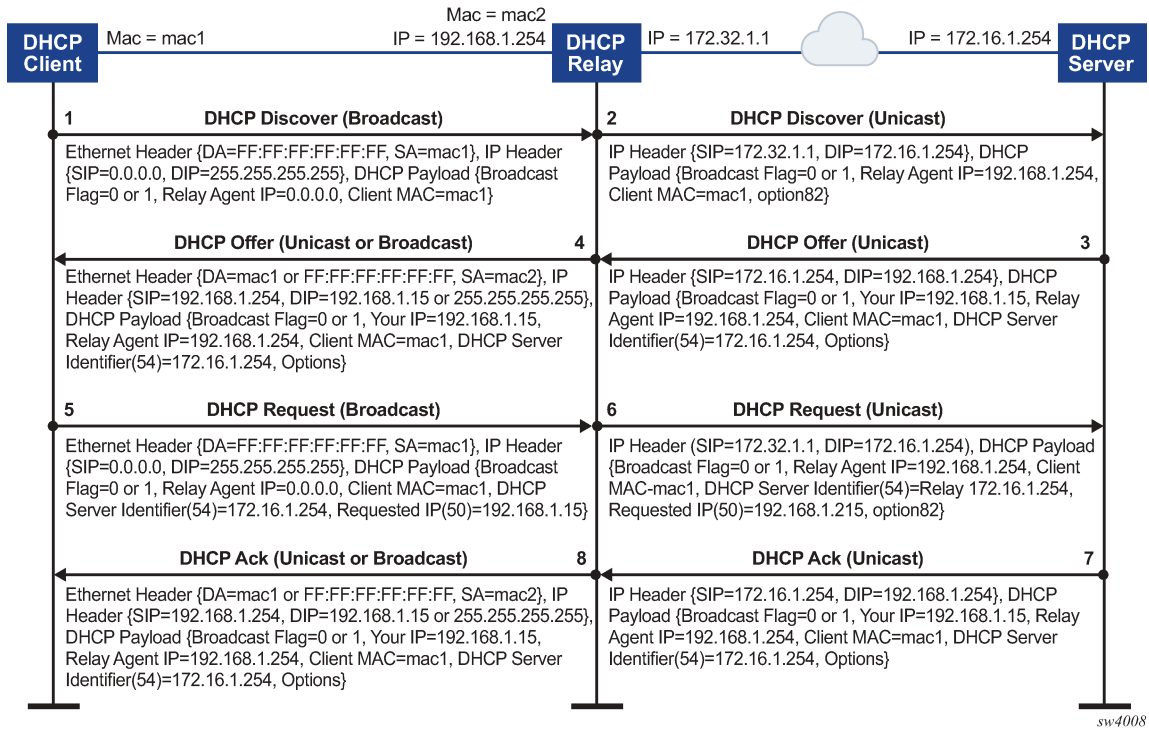 DHCP
Client
Mac = mac1
Mac = mac2
IP = 192.168.1.254
DHCP
Relay
IP = 172.32.1.1
IP = 172.16.1.254
DHCP
Server
1
DHCP Discover (Broadcast)
Ethernet Header {DA=FF:FF:FF:FF:FF:FF, SA=mac1}, IP Header
{SIP=0.0.0.0, DIP=255.255.255.255}, DHCP Payload {Broadcast
Flag=0 or 1, Relay Agent IP=0.0.0.0, Client MAC=mac1}
2
DHCP Discover (Unicast)
IP Header {SIP=172.32.1.1, DIP=172.16.1.254}, DHCP
Payload {Broadcast Flag=0 or 1, Relay Agent IP=192.168.1.254,
Client MAC=mac1, option82}
DHCP Offer (Unicast)
3
IP Header {SIP=172.16.1.254, DIP=192.168.1.254}, DHCP
Payload {Broadcast Flag=0 or 1, Your IP=192.168.1.15, Relay
Agent IP=192.168.1.254, Client MAC=mac1, DHCP Server
Identifier(54)=172.16.1.254, Options}
DHCP Offer (Unicast or Broadcast)
4
Ethernet Header {DA=mac1 or FF:FF:FF:FF:FF:FF, SA=mac2}, IP
Header {SIP=192.168.1.254, DIP=192.168.1.15 or 255.255.255.255},
DHCP Payload {Broadcast Flag=0 or 1, Your IP=192.168.1.15,
Relay Agent IP=192.168.1.254, Client MAC=mac1, DHCP Server
Identifier(54)=172.16.1.254, Options}
5
DHCP Request (Broadcast)
Ethernet Header {DA=FF:FF:FF:FF:FF:FF, SA=mac1}, IP Header
{SIP=0.0.0.0, DIP=255.255.255.255}, DHCP Payload {Broadcast
Flag=0 or 1, Relay Agent IP=0.0.0.0, Client MAC=mac1, DHCP
Server Identifier(54)=172.16.1.254, Requested IP(50)=192.168.1.15}
6
DHCP Request (Unicast)
IP Header (SIP=172.32.1.1, DIP=172.16.1.254), DHCP Payload
{Broadcast Flag=0 or 1, Relay Agent IP=192.168.1.254, Client
MAC-mac1, DHCP Server Identifier(54)=Relay 172.16.1.254,
Requested IP(50)=192.168.1.215, option82}
DHCP Ack (Unicast)
7
IP Header {SIP=172.16.1.254, DIP=192.168.1.254}, DHCP
Payload {Broadcast Flag=0 or 1, Your IP=192.168.1.15, Relay
Agent IP=192.168.1.254, Client MAC=mac1, DHCP Server
Identifier(54)=172.16.1.254, Options}
DHCP Ack (Unicast or Broadcast)
8
Ethernet Header {DA=mac1 or FF:FF:FF:FF:FF:FF, SA=mac2}, IP
Header {SIP=192.168.1.254, DIP=192.168.1.15 or 255.255.255.255},
DHCP Payload {Broadcast Flag=0 or 1, Your IP=192.168.1.15,
Relay Agent IP=192.168.1.254, Client MAC=mac1, DHCP Server
Identifier(54)=172.16.1.254, Options}
sw4008